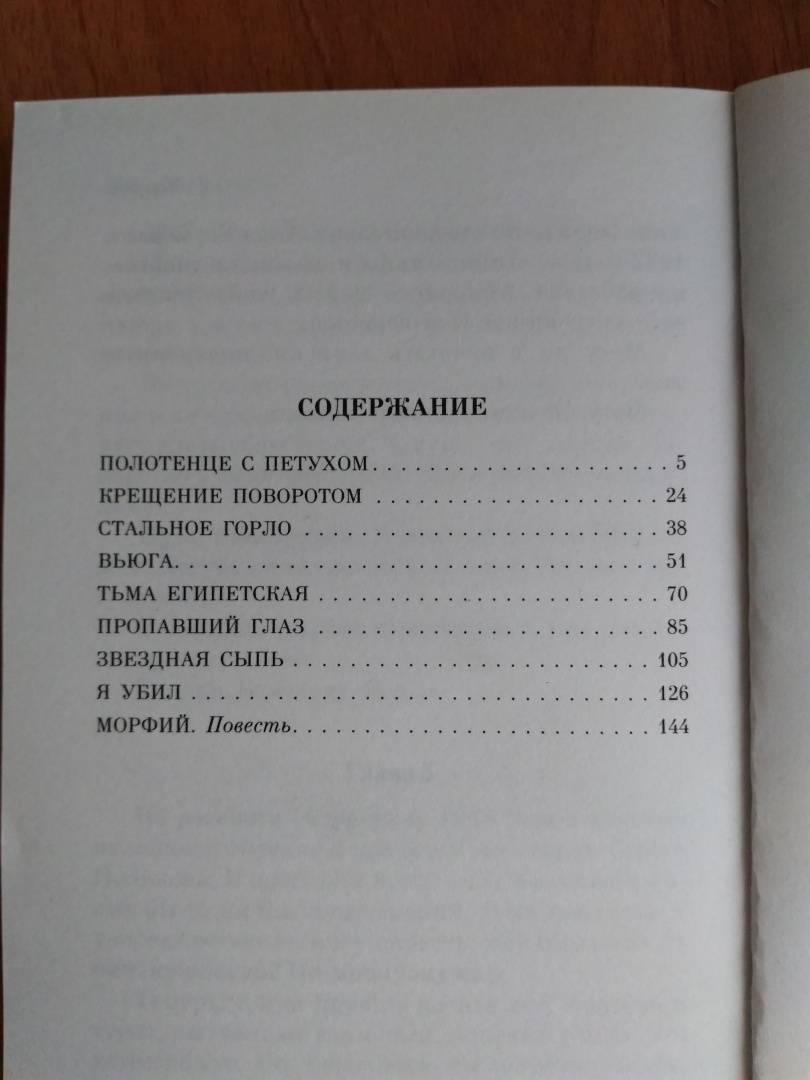 СОДЕРЖАНИЕ
ПОЛОТЕНЦЕ С ПЕТУХОМ. . . . . . . . . . . . . . . . . . . . . . 5
КРЕЩЕНИЕ ПОВОРОТОМ . . . . . . . . . . . . . . . . . . . . . 24
СТАЛЬНОЕ ГОРЛО . . . . . . . . . . . . . . . . . . . . . . . . . . 38
ВЬЮГА. . . . . . . . . . . . . . . . . . . . . . . . . . . . . . . . . . . 51
ТЬМА ЕГИПЕТСКАЯ . . . . . . . . . . . . . . . . . . . . . . . . . 70
ПРОПАВШИЙ ГЛАЗ . . . . . . . . . . . . . . . . . . . . . . . . . . 85
ЗВЕЗДНАЯ СЫПЬ . . . . . . . . . . . . . . . . . . . . . . . . . . 105
Я УБИЛ . . . . . . . . . . . . . . . . . . . . . . . . . . . . . . . . . 126
МОРФИЙ. Повесть. . . . . . . . . . . . . . . . . . . . . . . . . . 144